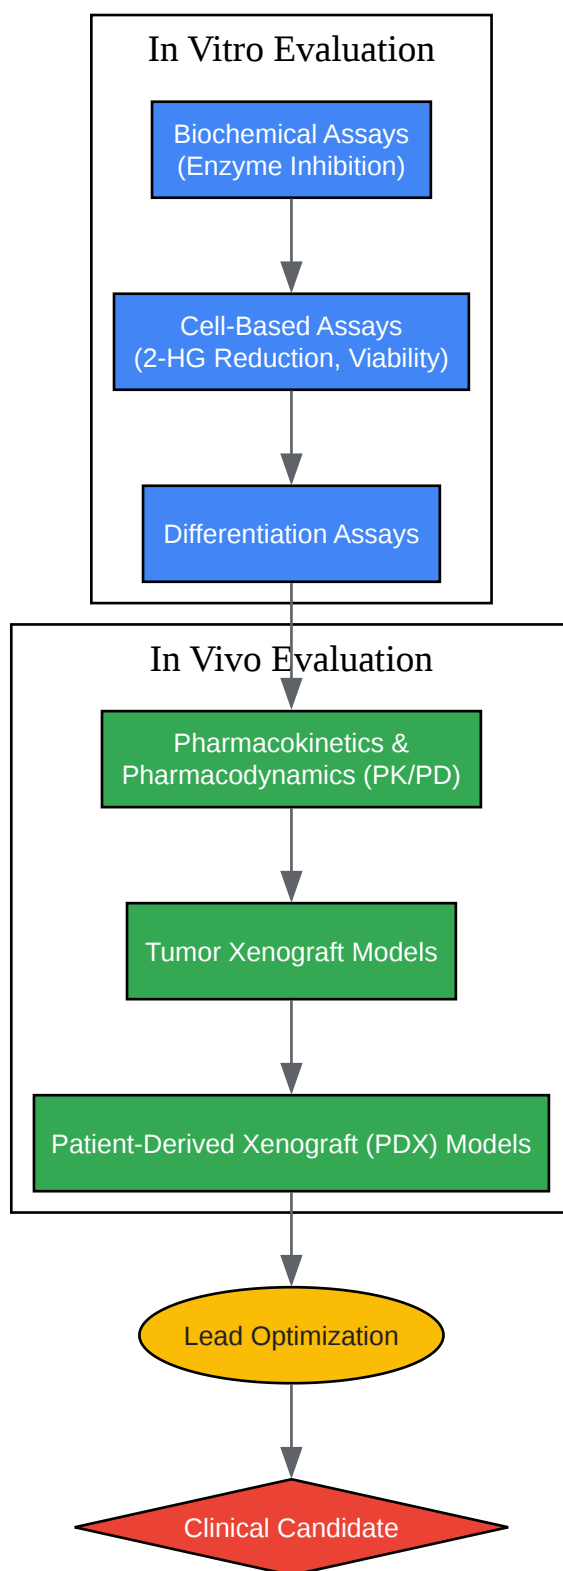 In Vitro Evaluation
Biochemical Assays
(Enzyme Inhibition)
Cell-Based Assays
(2-HG Reduction, Viability)
Differentiation Assays
In Vivo Evaluation
Pharmacokinetics &
Pharmacodynamics (PK/PD)
Tumor Xenograft Models
Patient-Derived Xenograft (PDX) Models
Lead Optimization
Clinical Candidate